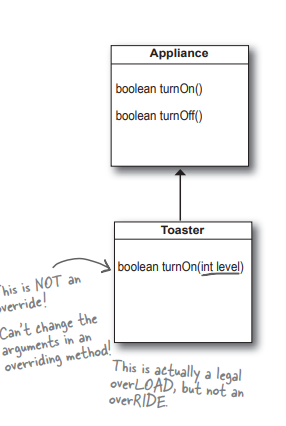 Appliance
boolean turnOn()
boolean turnOff()
Toaster
boolean turnOn(int level)
This is NOT an
override!
Can't change the
arguments in an
overriding method!
This is actually a legal
overLOAD, but not an
overRIDE.